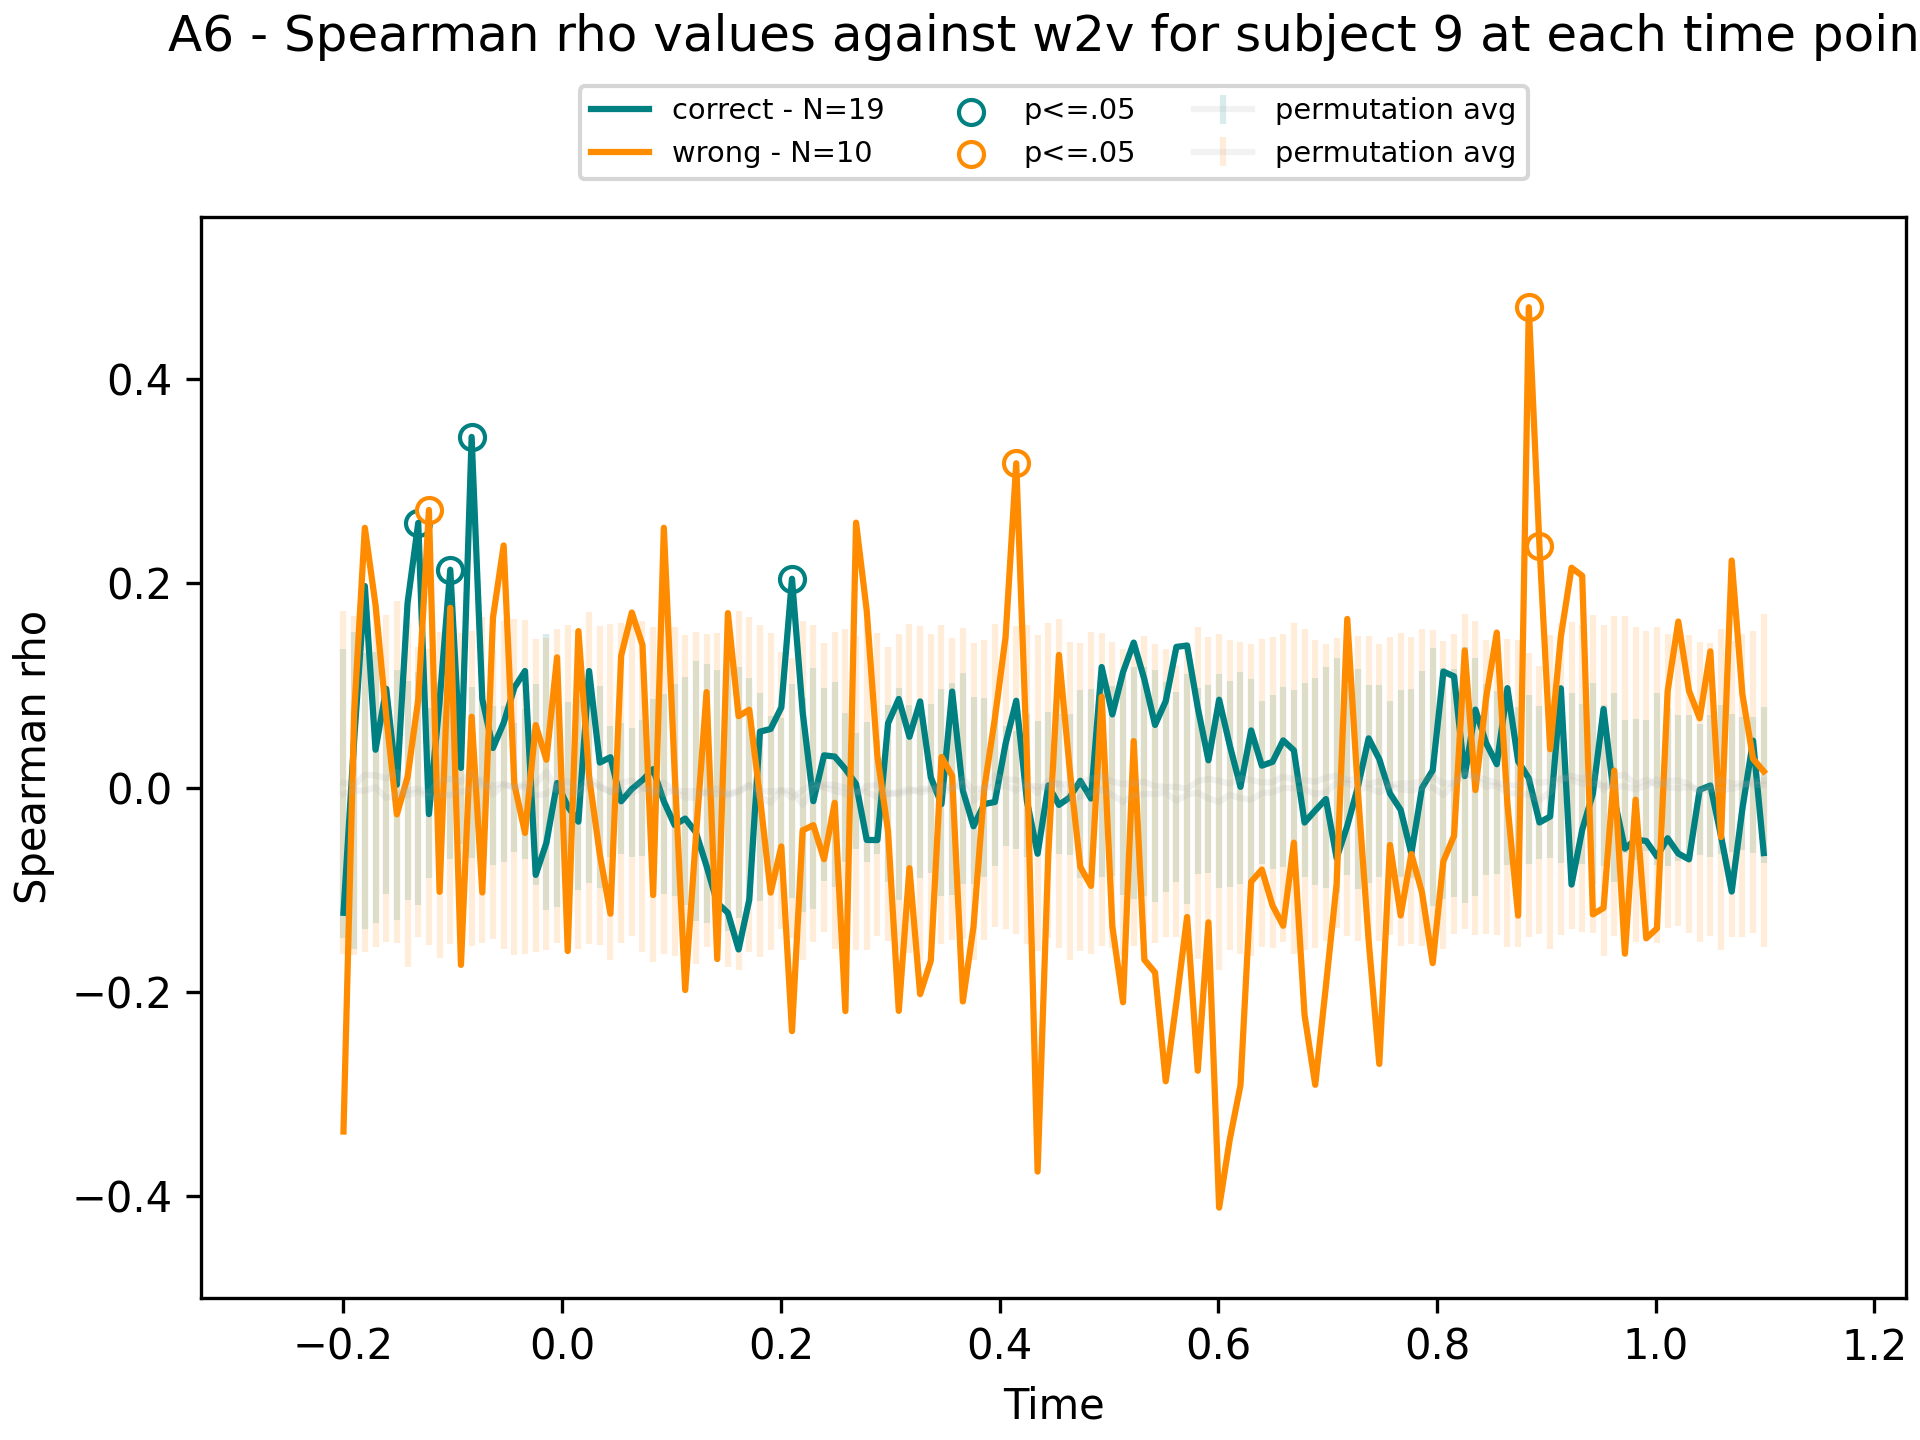 A6 - Spearman rho values against w2v for subject 9 at each time poin
correct - N=19
wrong - N=10
p<=.05
p<=.05
permutation avg
permutation avg
Spearman rho
0.4
0.2
0.0
−0.2
−0.4
−0.2 0.0 0.2 0.4 0.6 0.8 1.0 1.2
Time